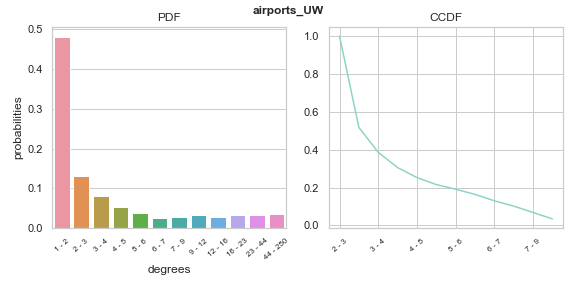 airports_UW
PDF
CCDF
probabilities
0.5
0.4
0.3
0.2
0.1
0.0
1 - 2
2 - 3
3 - 4
4 - 5
5 - 6
6 - 7
7 - 9
9 - 12
12 - 16
16 - 23
23 - 44
44 - 250
degrees
1.0
0.8
0.6
0.4
0.2
0.0
2 - 3
3 - 4
4 - 5
5 - 6
6 - 7
7 - 9